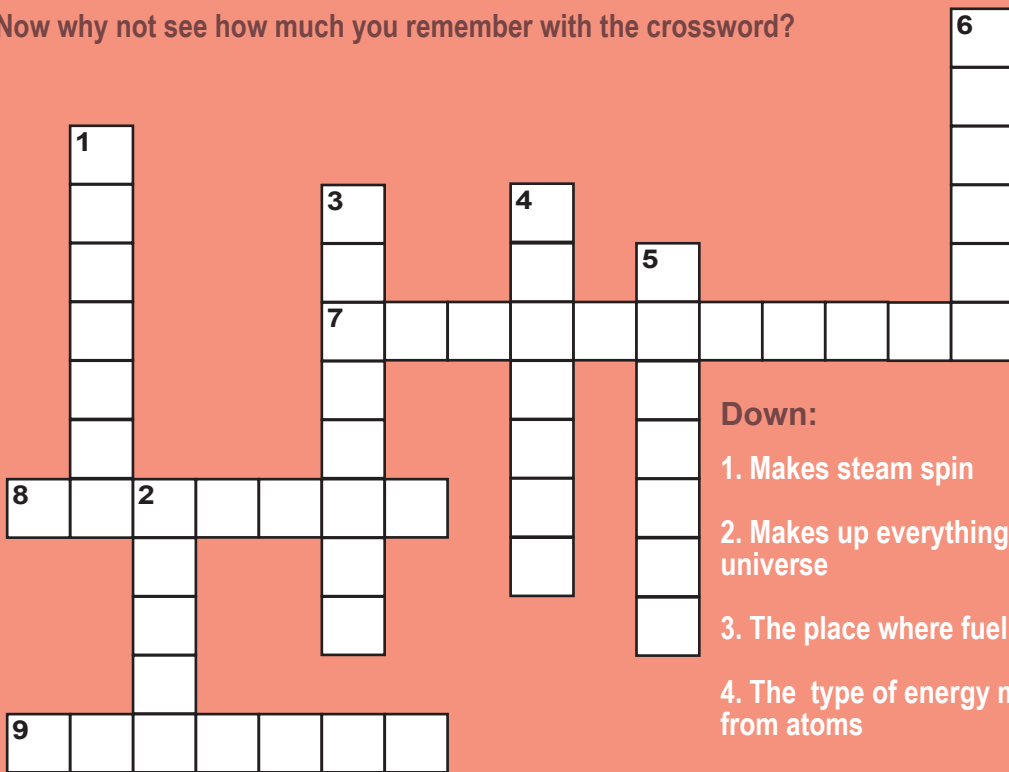 Now why not see how much you remember with the crossword?
6
1
3
4
5
7
8
2
9
Down:
1. Makes steam spin
2. Makes up everything
universe
3. The place where fuel
4. The type of energy
from atoms